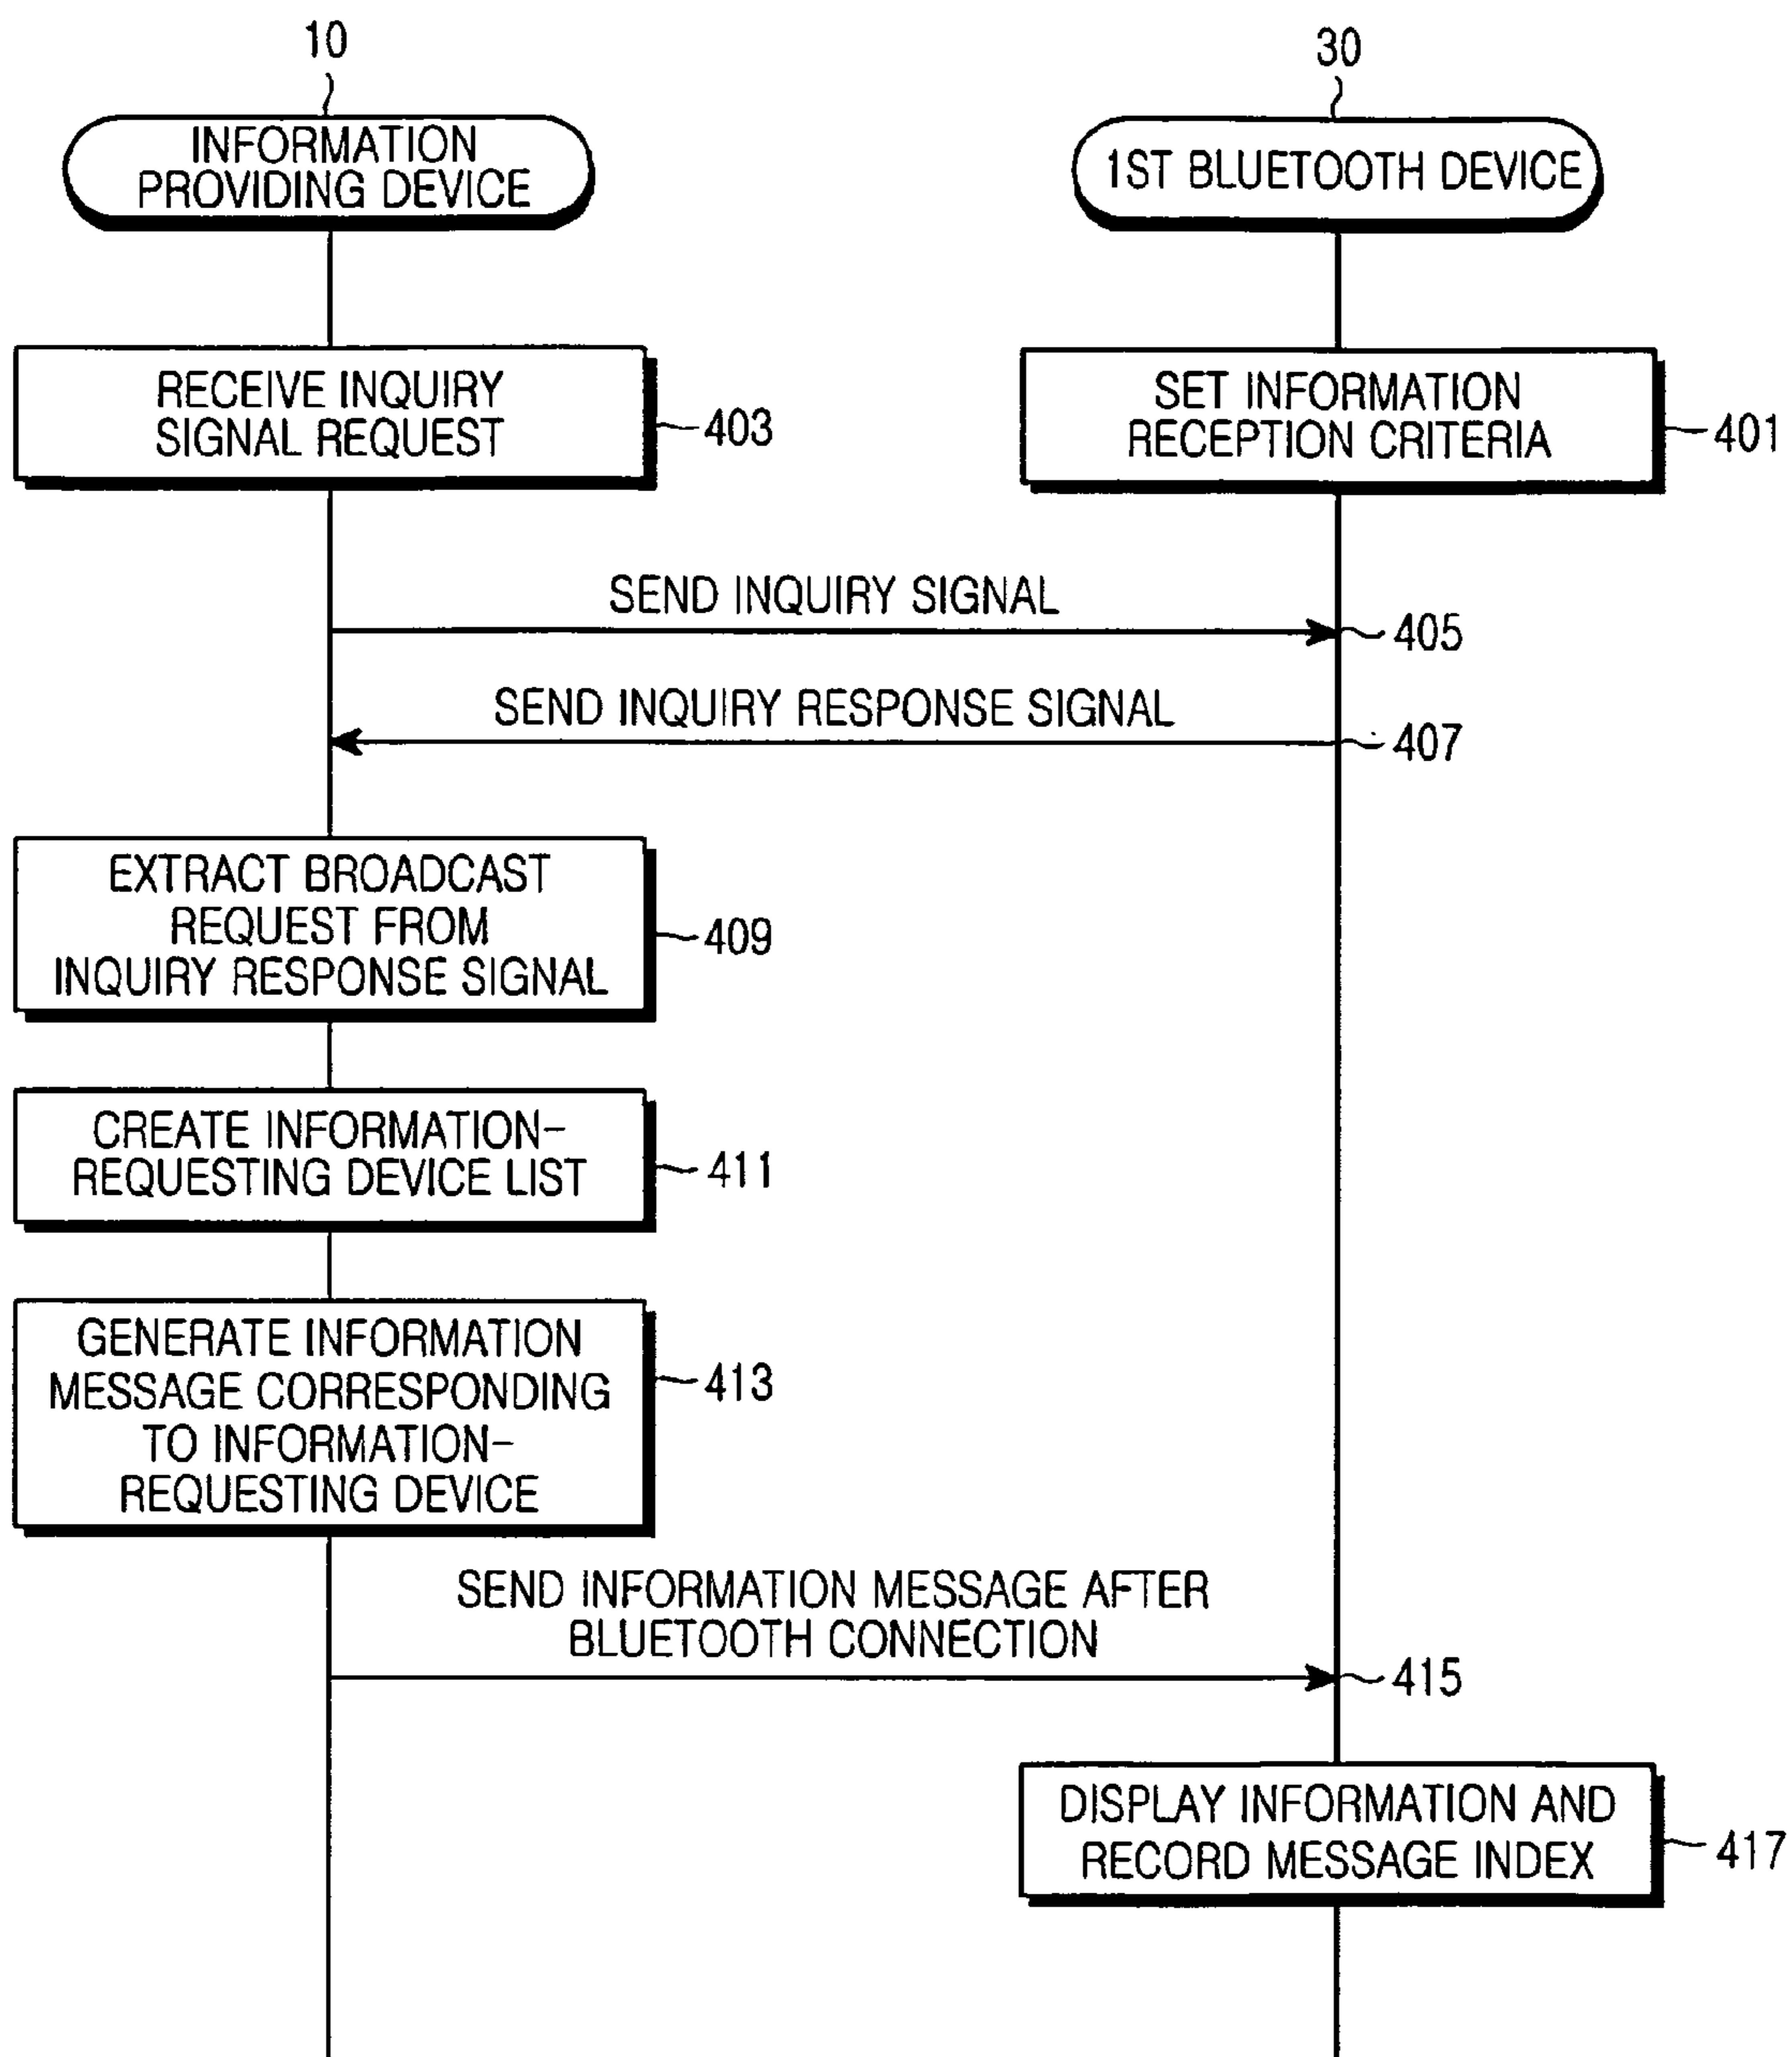 10
30
INFORMATION
PROVIDING DEVICE
1ST BLUETOOTH DEVICE
RECEIVE INQUIRY
SIGNAL REQUEST
403
SET INFORMATION
RECEPTION CRITERIA
401
SEND INQUIRY SIGNAL
405
SEND INQUIRY RESPONSE SIGNAL
407
EXTRACT BROADCAST
REQUEST FROM
INQUIRY RESPONSE SIGNAL
409
CREATE INFORMATION-
REQUESTING DEVICE LIST
411
GENERATE INFORMATION
MESSAGE CORRESPONDING
TO INFORMATION-
REQUESTING DEVICE
413
SEND INFORMATION MESSAGE AFTER
BLUETOOTH CONNECTION
415
DISPLAY INFORMATION AND
RECORD MESSAGE INDEX
417